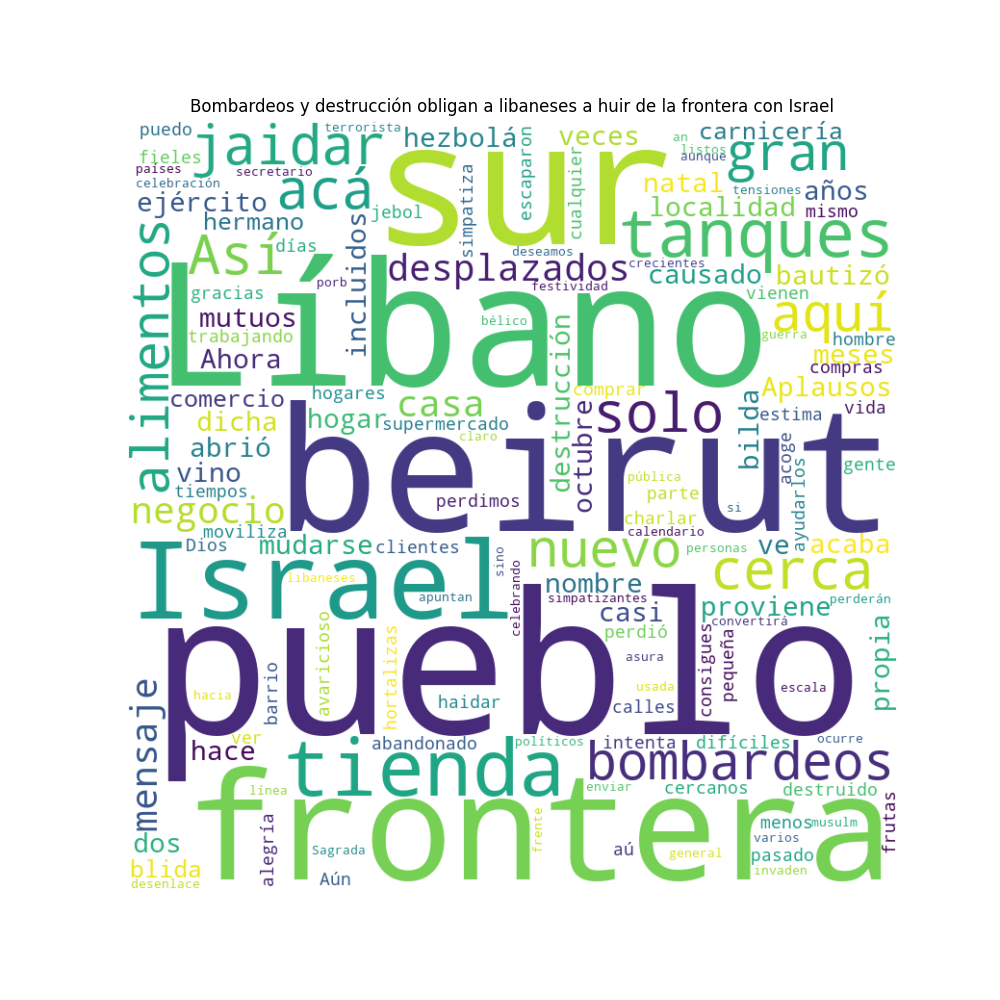 Bombardeos y destrucción obligan a libaneses a huir de la frontera con Israel
puedo
terrorista
jaidar
hezbolá
escaparon
veces
carnicería
an
listos
gran
fieles
aunque
países
secretario
sur
cualquier
celebración
acá
simpatiza
natal
tensiones
años
ejército
hermano
jebol
localidad
mismo
alimentos
incluidos
tanques
Así
días
deseamos
desplazados
crecientes
causado
bautizó
porb
festividad
gracias
Líbano
vienen
aquí
mutuos
bélico
trabajando
destrucción
guerra
hombre
Ahora
meses
compras
comercio
hogares
comprar
Aplausos
casa
solo
dicha
hogar
supermercado
octubre
bilda
estima
vida
abrió
claro
beirut
acoge
gente
vino
pública
ayudarlos
tiempos
parte
negocio
perdimos
si
charlar
moviliza
calendario
Dios
mudarse
clientes
nuevo
personas
ve
acaba
Israel
sino
cerca
libaneses
celebrando
nombre
apuntan
simpatizantes
proviene
perderán
casi
avaricioso
pueblo
convertirá
perdió
consigues
pequeña
propia
hortalizas
asura
barrio
hacia
usada
escala
haidar
calles
mensaje
ver
hace
abandonado
políticos
intenta
difíciles
ocurre
tienda
bombardeos
línea
enviar
cercanos
destruido
frontera
frutas
alegría
frente
menos
musulm
dos
varios
Sagrada
aú
general
pasado
blida
Aún
invaden
desenlace